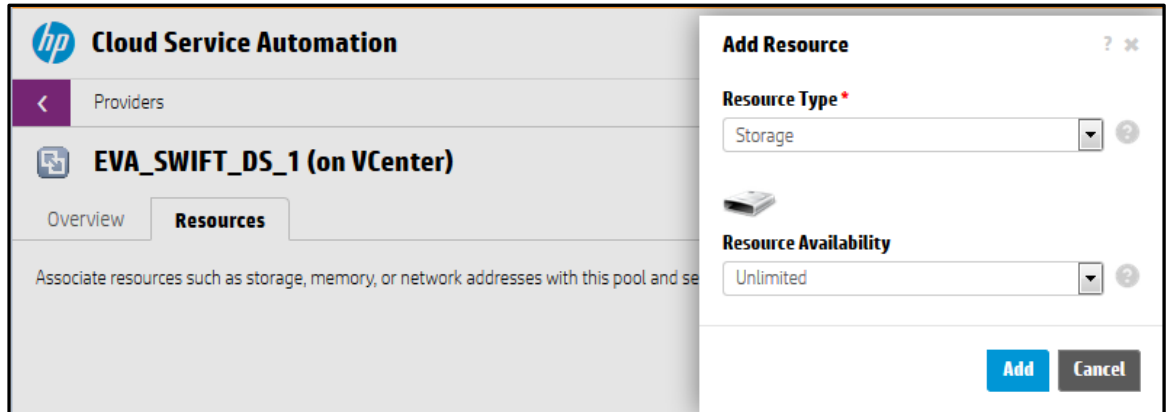 hp
Cloud Service Automation
Providers
EVA_SWIFT_DS_1 (on VCenter)
Overview
Resources
Associate resources such as storage, memory, or network addresses with this pool and se
Add Resource
?
Resource Type *
Storage
?
Resource Availability
Unlimited
?
Add
Cancel